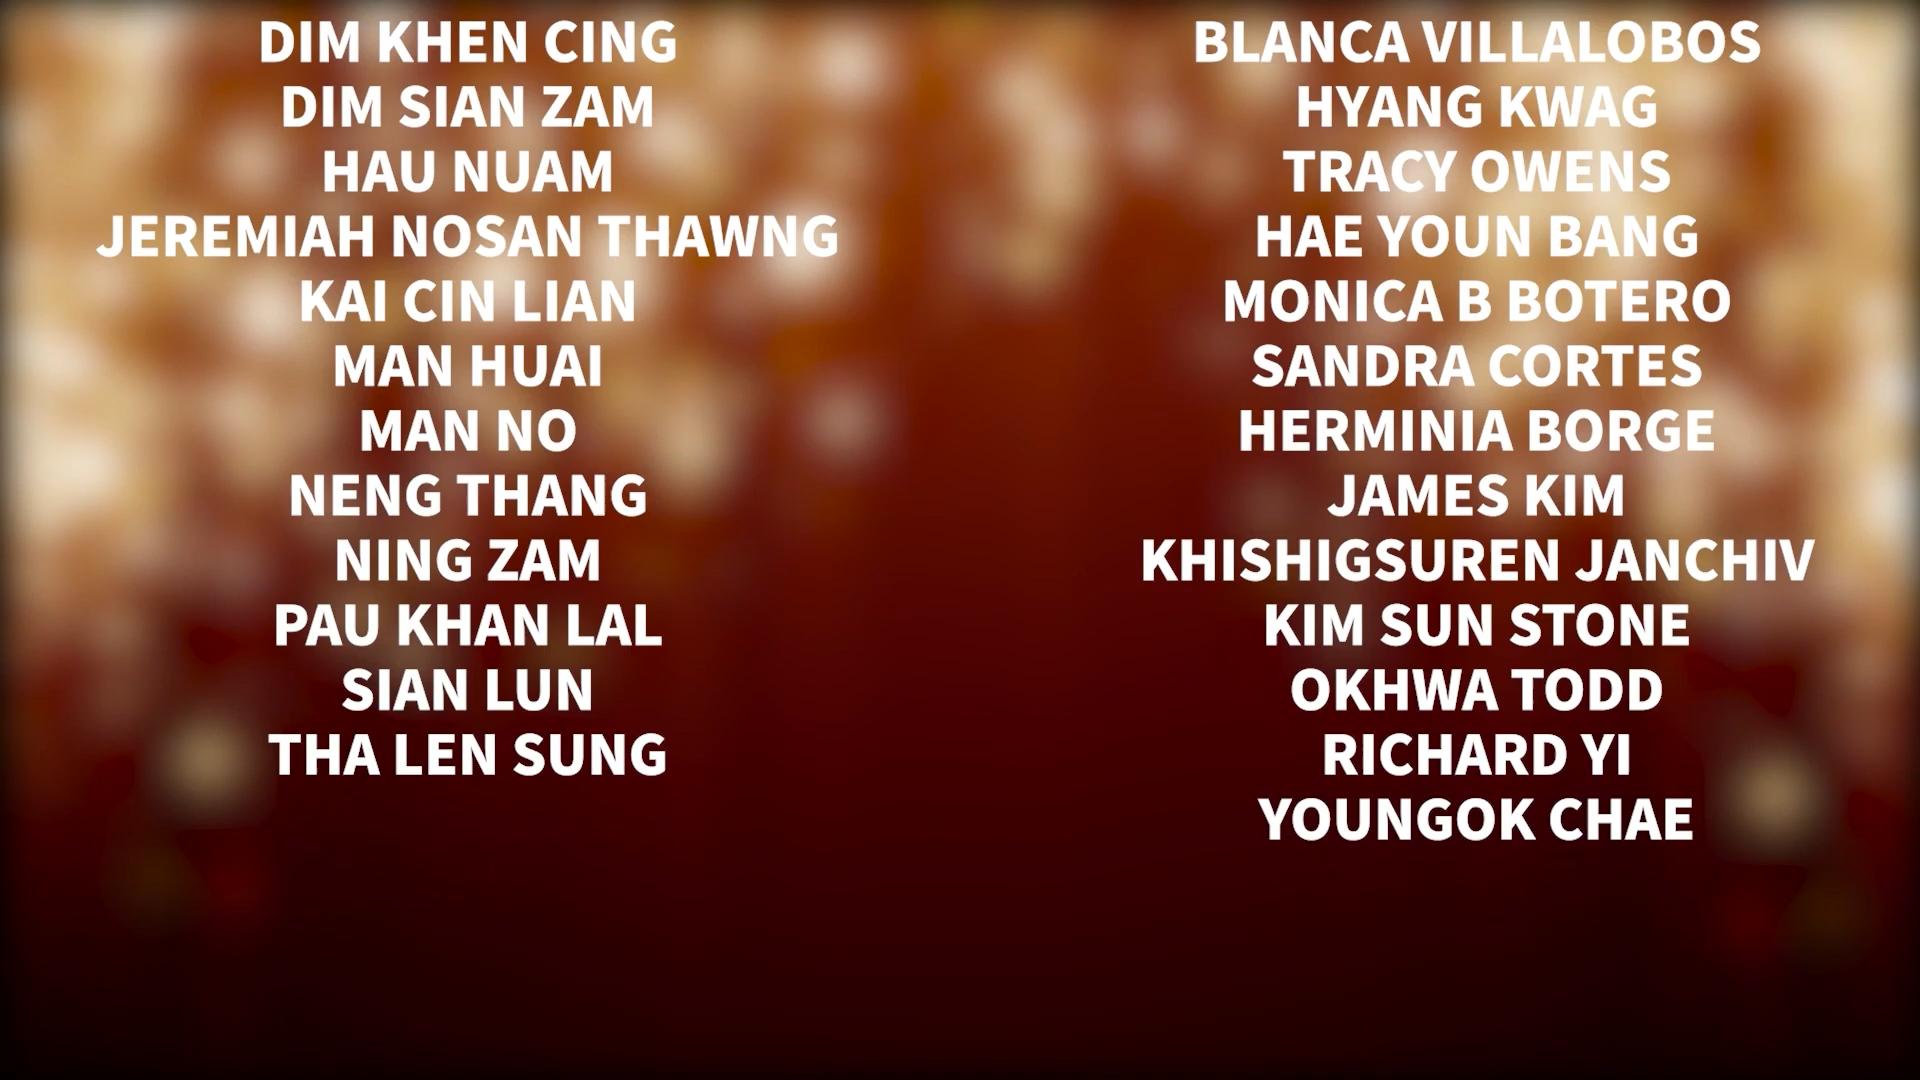 DIM KHEN CING
DIM SIAN ZAM
HAU NUAM
JEREMIAH NOSAN THAWNG
KAI CIN LIAN
MAN HUAI
MAN NO
NENG THANG
NING ZAM
PAU KHAN LAL
SIAN LUN
THA LEN SUNG
BLANCA VILLALOBOS
HYANG KWAG
TRACY OWENS
HAE YOUN BANG
MONICA B BOTERO
SANDRA CORTES
HERMINIA BORGE
JAMES KIM
KHISHIGSUREN JANCHIV
KIM SUN STONE
OKHWA TODD
RICHARD YI
YOUNGOK CHAE